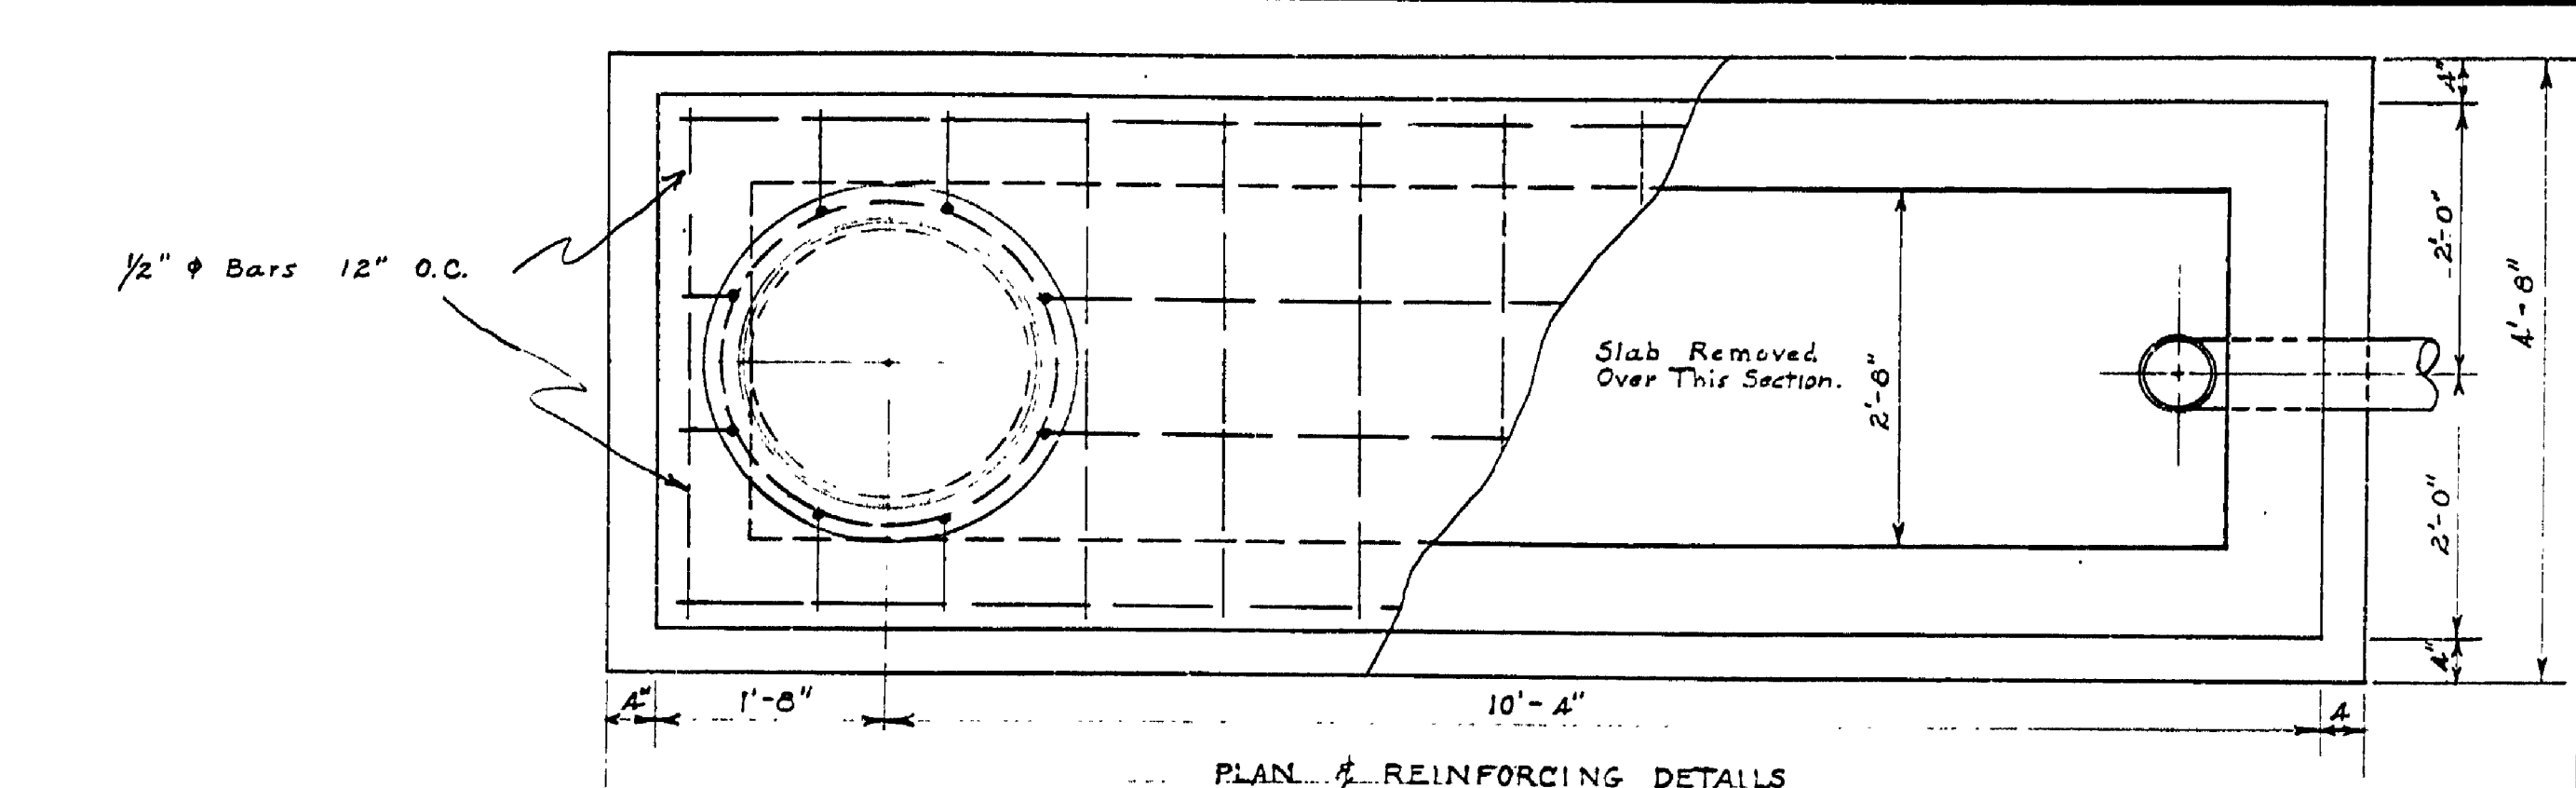 4"
2'-0"
4'-8"
1/2" ϕ Bars 12" O.C.
Slab Removed
Over This Section.
2'-8"
2'-0"
4"
4"
1'-8"
10'-4"
4
PLAN & REINFORCING DETAILS